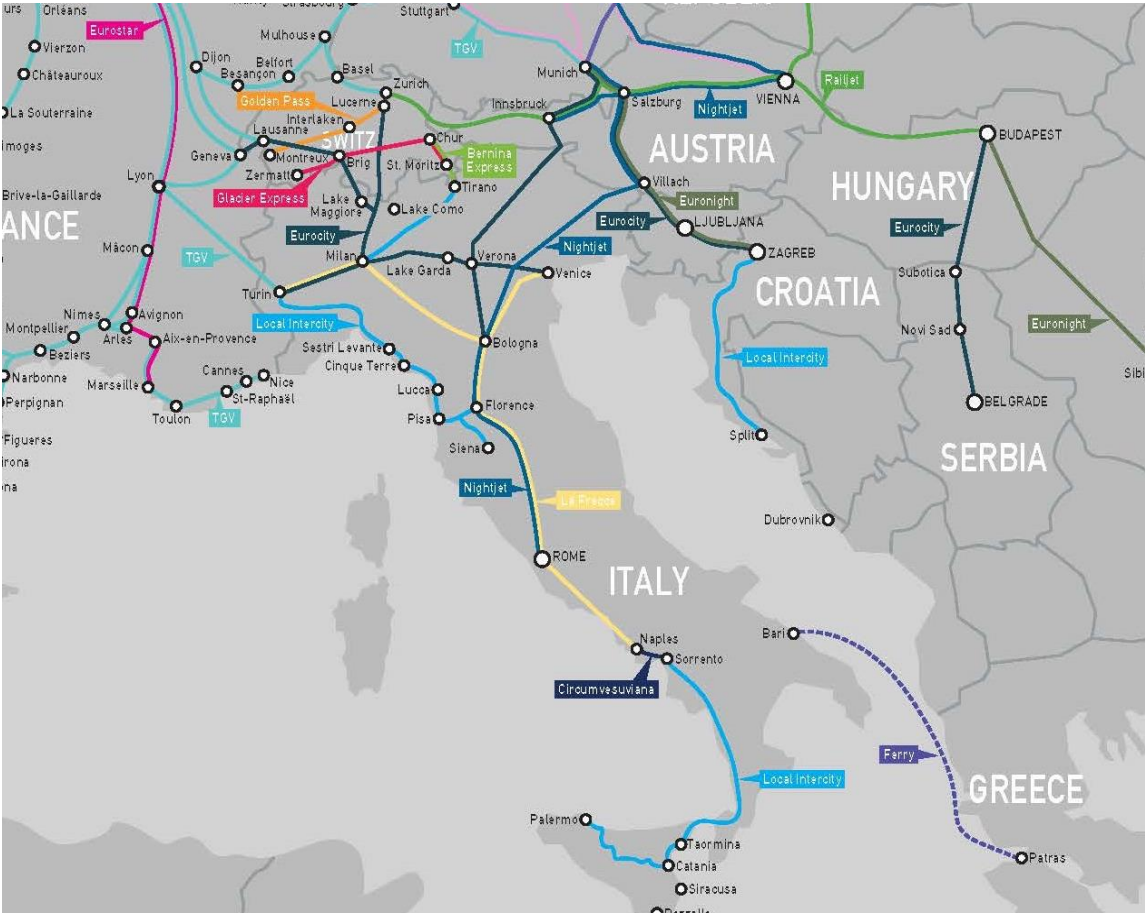 urs
Orléans
Stuttgart
Eurostar
Vierzon
Mulhouse
TGV
Dijon
Belfort
Munich
Châteauroux
Besançon
Basel
Zurich
VIENNA
Railjet
Golden Pass
Lucerne
Innsbruck
Salzburg
Nightjet
La Souterraine
Interlaken
Lausanne
SWITZ
Chur
AUSTRIA
BUDAPEST
imoges
Geneva
Montreux
Brig
St. Moritz
Bernina
Express
Lyon
Zermatt
Tirano
Villach
HUNGARY
Brive-la-Gaillarde
Glacier Express
Lake
Maggiore
Lake Como
Euronight
ANCE
Eurocity
Eurocity
LJUBLJANA
Eurocity
Mâcon
TGV
Milan
Lake Garda
Verona
Nightjet
ZAGREB
Venice
Subotica
Turin
CROATIA
Nimes
Avignon
Montpellier
Arles
Local Intercity
Aix-en-Provence
Bologna
Novi Sad
Euronight
Beziers
Sestri Levante
Cinque Terre
Local Intercity
Narbonne
Marseille
Cannes
Nice
St-Raphaël
Lucca
Sibi
Perpignan
Toulon
TGV
Pisa
Florence
BELGRADE
Figueres
Siena
Split
SERBIA
irona
ona
Nightjet
La Frecce
Dubrovnik
ROME
ITALY
Naples
Bari
Sorrento
Circumvesuviana
Ferry
Local Intercity
GREECE
Palermo
Taormina
Catania
Patras
Siracusa